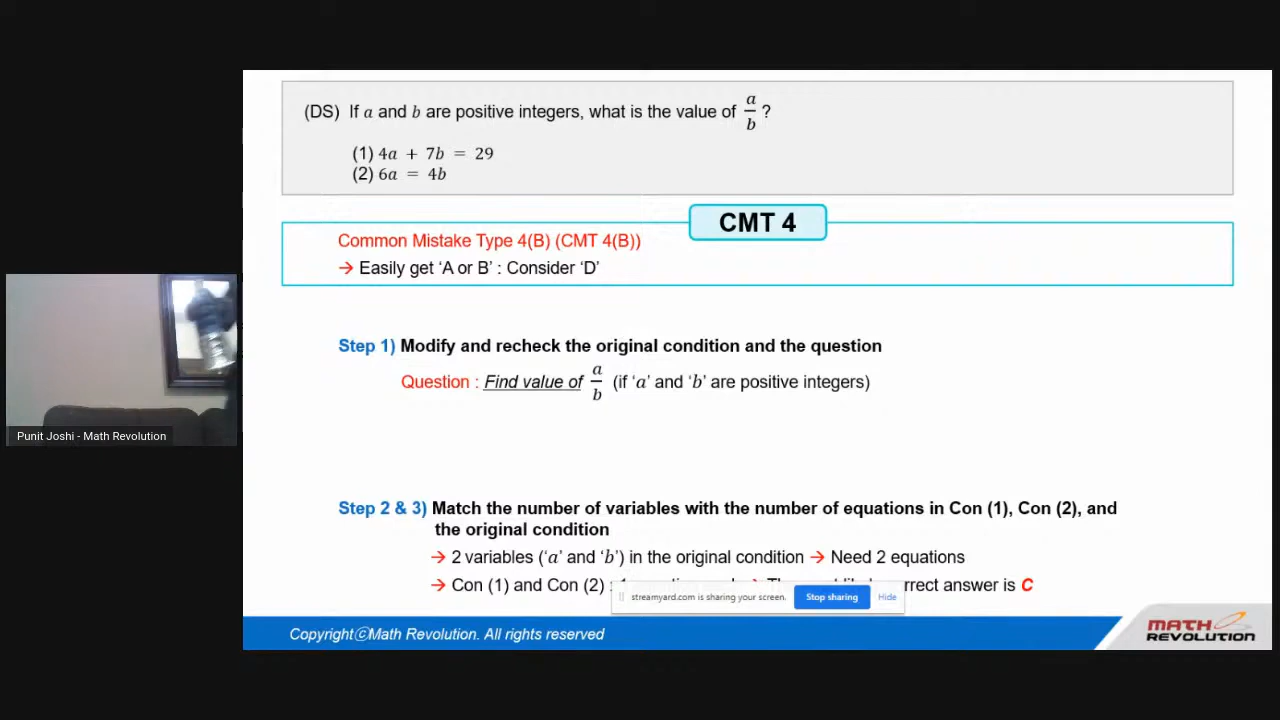 (DS) If a and b are positive integers, what is the value of a/b ?
(1) 4a + 7b = 29
(2) 6a = 4b
CMT 4
Common Mistake Type 4(B) (CMT 4(B))
→ Easily get ‘A or B’ : Consider ‘D’
Step 1) Modify and recheck the original condition and the question
Question : Find value of a/b (if ‘a’ and ‘b’ are positive integers)
Punit Joshi - Math Revolution
Step 2 & 3) Match the number of variables with the number of equations in Con (1), Con (2), and
the original condition
→ 2 variables (‘a’ and ‘b’) in the original condition → Need 2 equations
→ Con (1) and Con (2) : answer is C
streamyard.com is sharing your screen. Stop sharing Hide
CopyrightⓒMath Revolution. All rights reserved
MATH
REVOLUTION